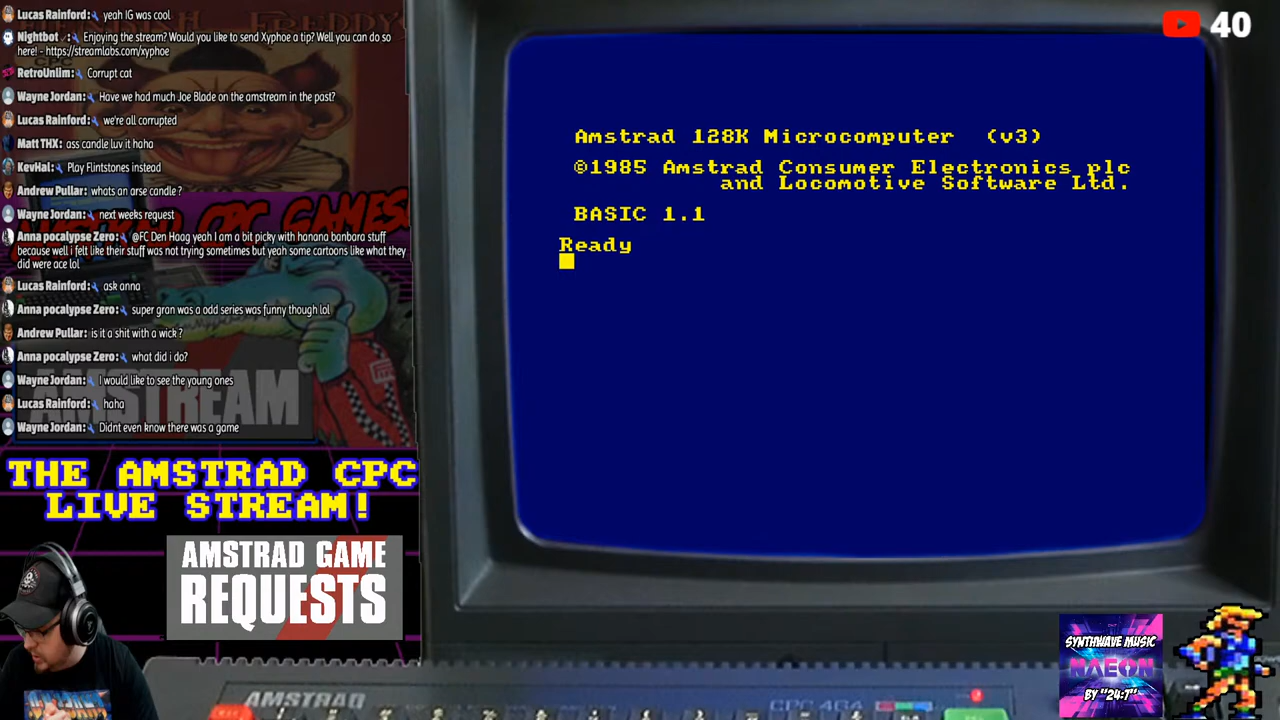 Lucas Rainford: yeah IG was cool
Nightbot: Enjoying the stream? Would you like to send Xyphoe a tip? Well you can do so
here! - https://streamlabs.com/xyphoe
RetroUnlim: Corrupt cat
Wayne Jordan: Have we had much Joe Blade on the amstream in the past?
Lucas Rainford: we're all corrupted
Matt THX: ass candle luv it haha
KevHal: Play Flintstones instead
Andrew Pullar: whats an arse candle ?
Wayne Jordan: next weeks request
Anna pocalypse Zero: @FC Den Haag yeah I am a bit picky with hanana banbara stuff
because well i felt like their stuff was not trying sometimes but yeah some cartoons like what they
did were ace lol
Lucas Rainford: ask anna
Anna pocalypse Zero: super gran was a odd series was funny though lol
Andrew Pullar: is it a shit with a wick ?
Anna pocalypse Zero: what did i do?
Wayne Jordan: I would like to see the young ones
Lucas Rainford: haha
Wayne Jordan: Didnt even know there was a game
AMSTRAD CPC GAMES
AMSTREAM
THE AMSTRAD CPC
LIVE STREAM!
AMSTRAD GAME
REQUESTS
40
Amstrad 128K Microcomputer (v3)
©1985 Amstrad Consumer Electronics plc
and Locomotive Software Ltd.
BASIC 1.1
Ready
AMSTRAD
CPC 464
SYNTHWAVE MUSIC
NAEON
BY "24:7"